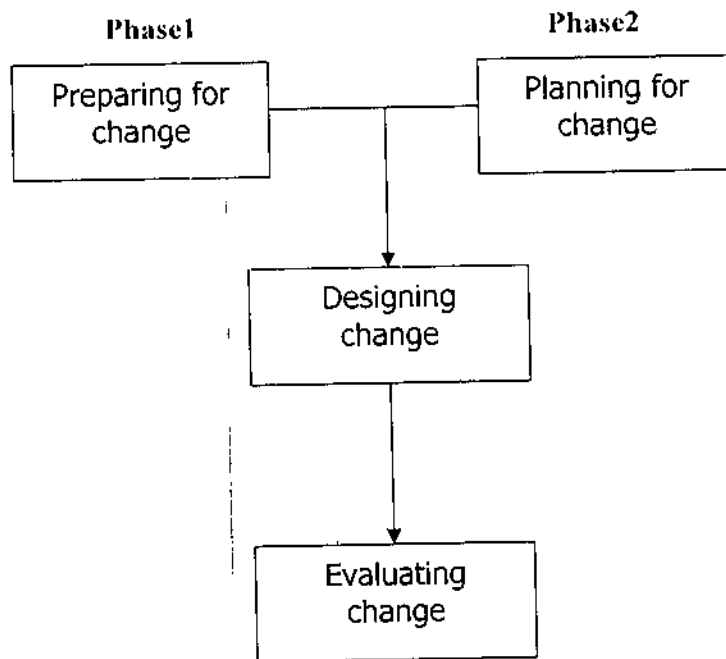 Phase1
Phase2
Preparing for
change
Planning for
change
Designing
change
Evaluating
change